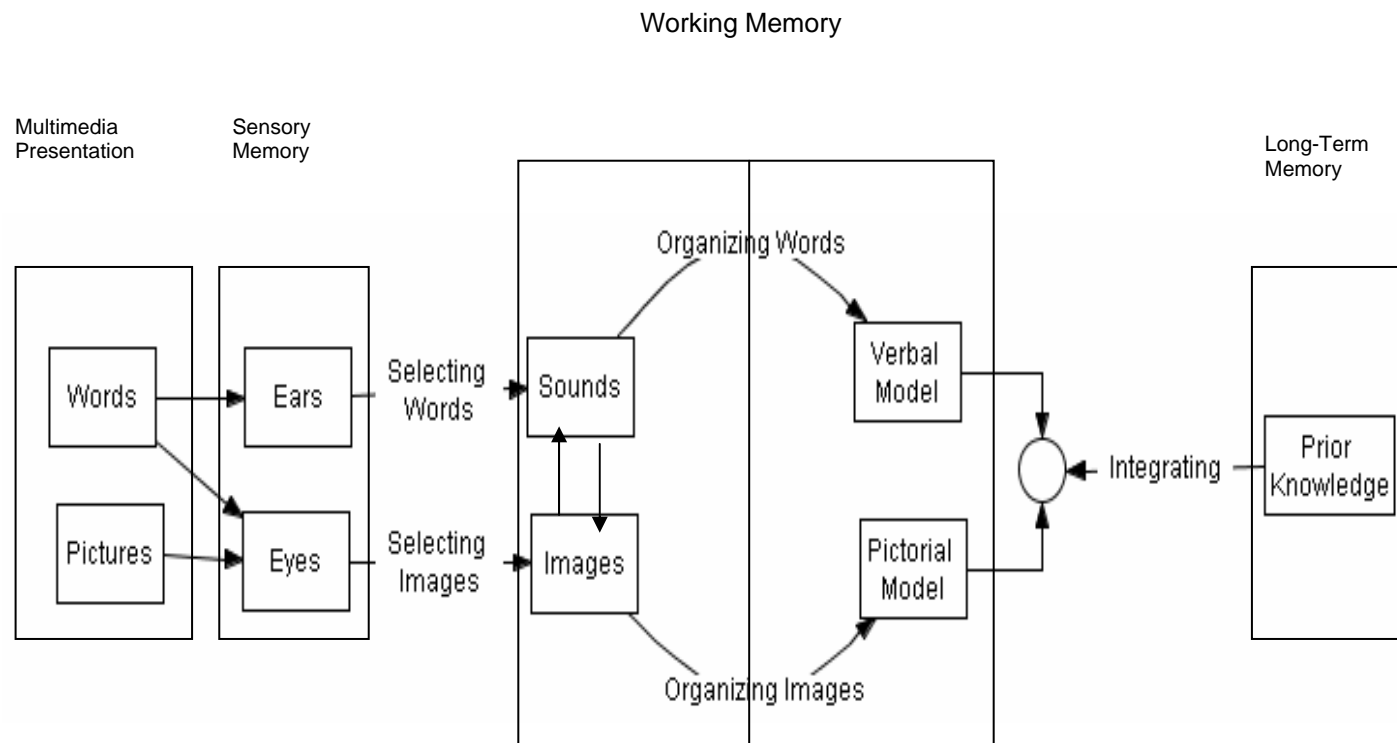 Working Memory
Multimedia
Presentation
Sensory
Memory
Long-Term
Memory
Organizing Words
Words
Ears
Selecting
Words
Sounds
Verbal
Model
Integrating
Prior
Knowledge
Pictures
Eyes
Selecting
Images
Images
Pictorial
Model
Organizing Images